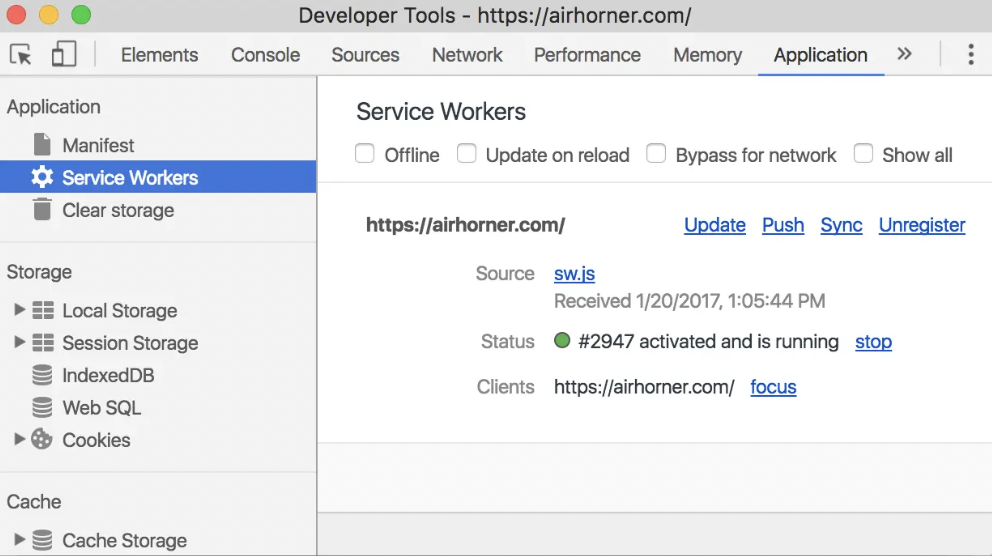 Developer Tools - https://airhorner.com/
Elements Console Sources Network Performance Memory Application »
Application
Manifest
Service Workers
Clear storage
Storage
Local Storage
Session Storage
IndexedDB
Web SQL
Cookies
Cache
Cache Storage
Service Workers
Offline Update on reload Bypass for network Show all
https://airhorner.com/ Update Push Sync Unregister
Source sw.js
Received 1/20/2017, 1:05:44 PM
Status #2947 activated and is running stop
Clients https://airhorner.com/ focus